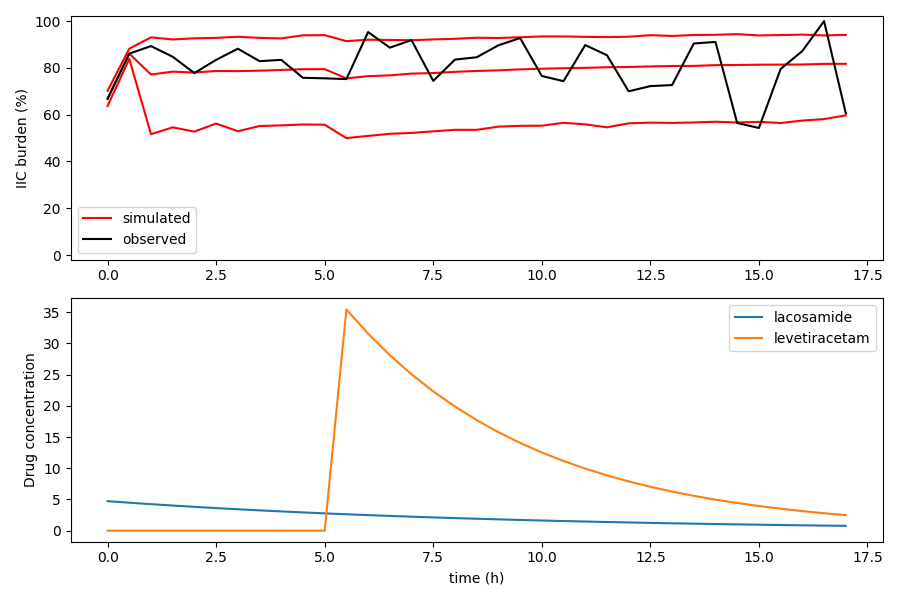 100
80
60
40
20
0
IIC burden (%)
simulated
observed
0.0 2.5 5.0 7.5 10.0 12.5 15.0 17.5
35
30
25
20
15
10
5
0
Drug concentration
lacosamide
levetiracetam
0.0 2.5 5.0 7.5 10.0 12.5 15.0 17.5
time (h)